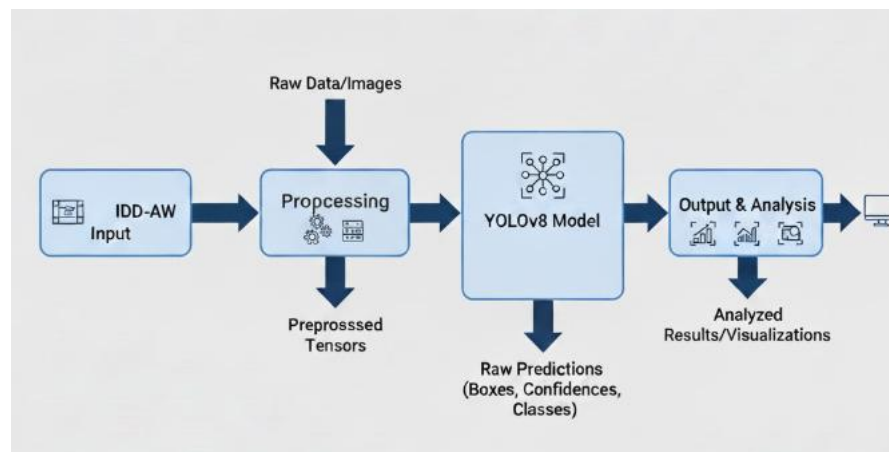 Raw Data/Images
IDD-AW
Input
Propcessing
YOLOv8 Model
Output & Analysis
Preprosssed
Tensors
Raw Predictions
(Boxes, Confidences,
Classes)
Analyzed
Results/Visualizations